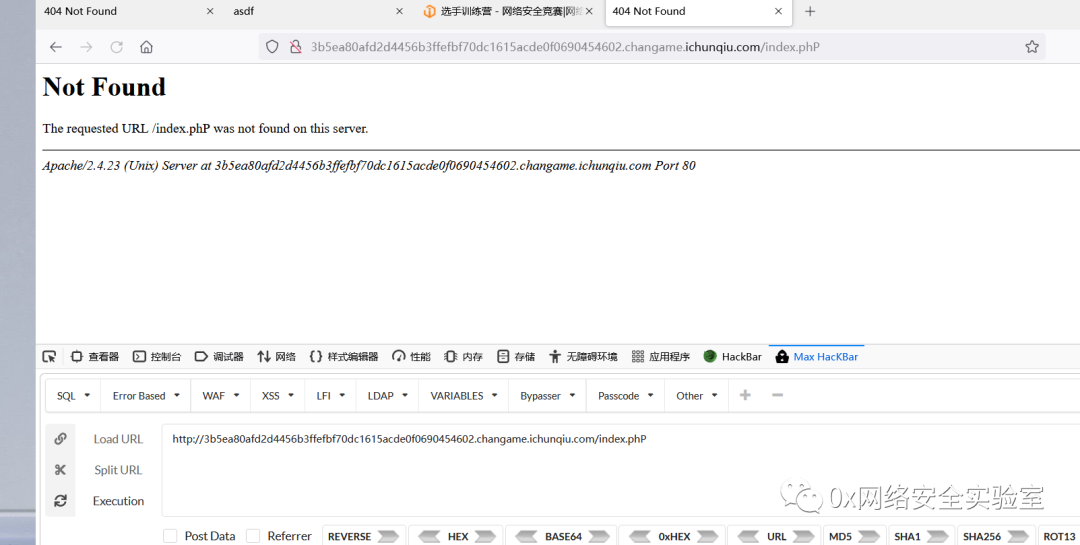 404 Not Found
asdf
选手训练营 - 网络安全竞赛|网络
404 Not Found
3b5ea80afd2d4456b3ffefbf70dc1615acde0f0690454602.changame.ichunqiu.com/index.phP
Not Found
The requested URL /index.phP was not found on this server.
Apache/2.4.23 (Unix) Server at 3b5ea80afd2d4456b3ffefbf70dc1615acde0f0690454602.changame.ichunqiu.com Port 80
查看器 控制台 调试器 网络 样式编辑器 性能 内存 存储 无障碍环境 应用程序 HackBar Max HacKBar
SQL Error Based WAF XSS LFI LDAP VARIABLES Bypasser Passcode Other
Load URL
http://3b5ea80afd2d4456b3ffefbf70dc1615acde0f0690454602.changame.ichunqiu.com/index.phP
Split URL
Execution
0x网络安全实验室
Post Data Referrer REVERSE HEX BASE64 0xHEX URL MD5 SHA1 SHA256 ROT13